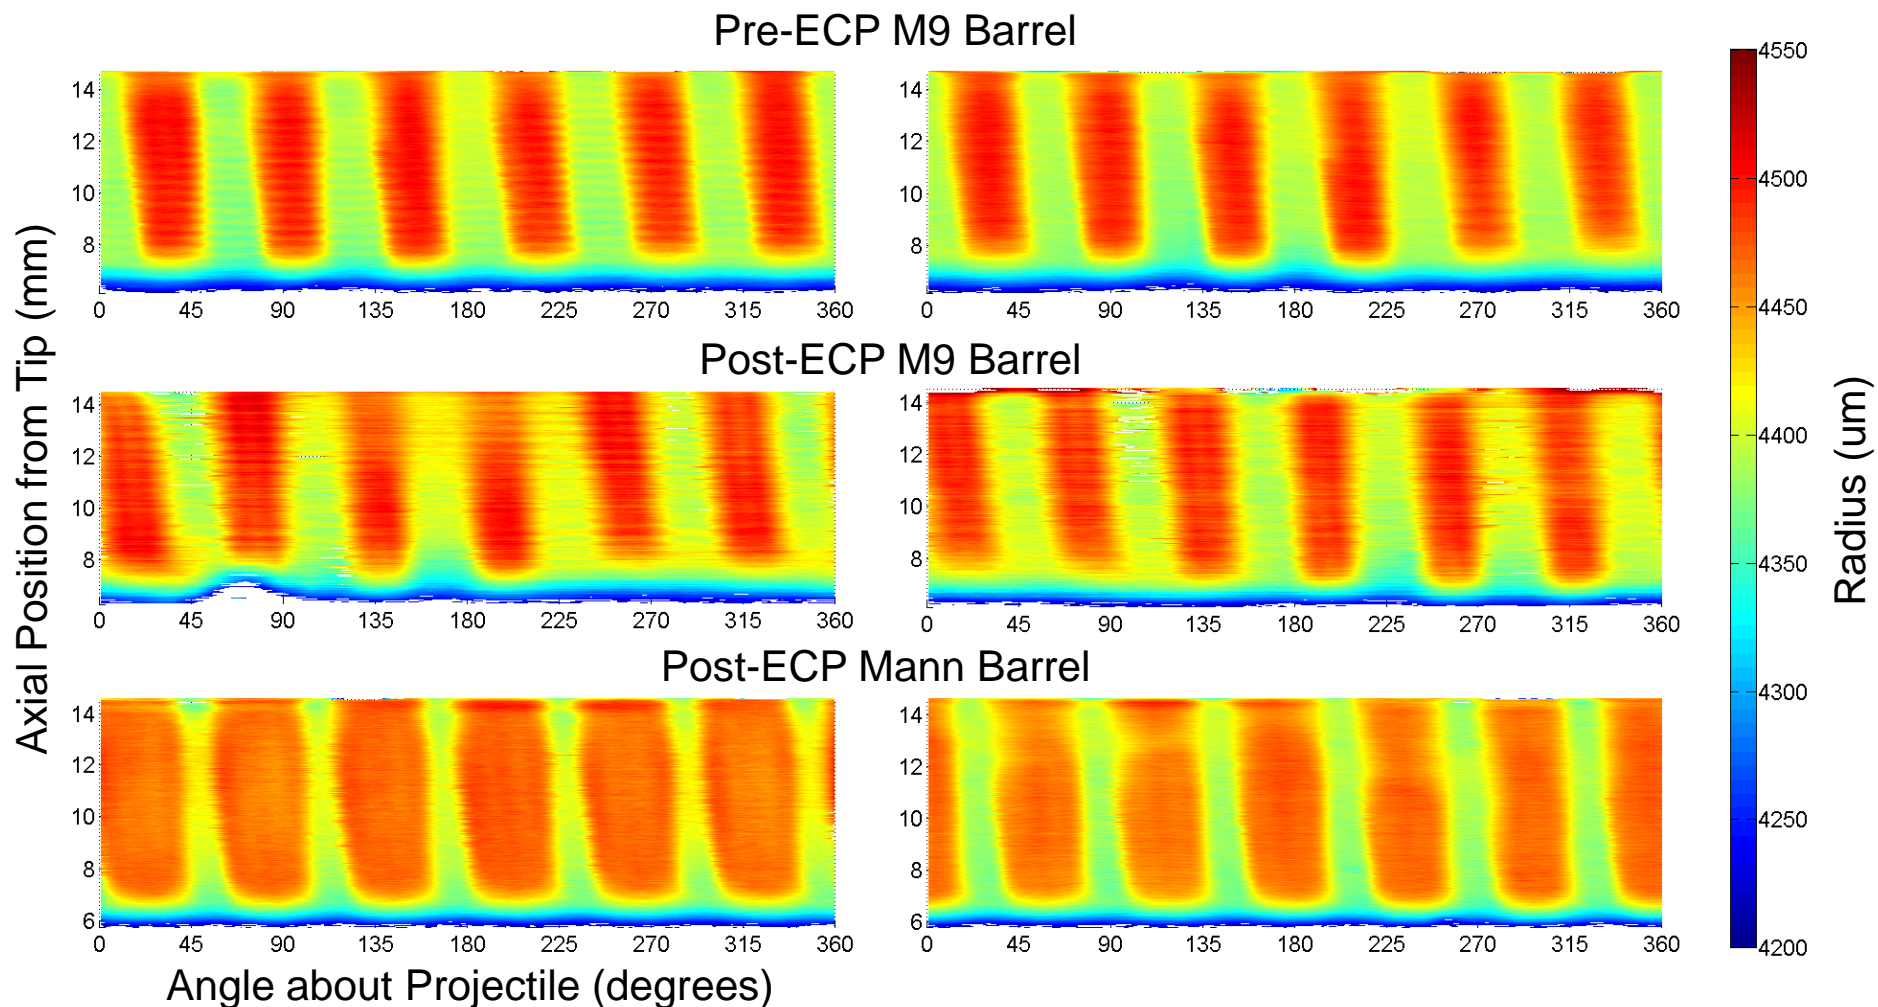 Pre-ECP M9 Barrel
14
12
10
8
0 45 90 135 180 225 270 315 360
14
12
10
8
0 45 90 135 180 225 270 315 360
Post-ECP M9 Barrel
14
12
10
8
0 45 90 135 180 225 270 315 360
14
12
10
8
0 45 90 135 180 225 270 315 360
Post-ECP Mann Barrel
14
12
10
8
6
0 45 90 135 180 225 270 315 360
14
12
10
8
6
0 45 90 135 180 225 270 315 360
Axial Position from Tip (mm)
Angle about Projectile (degrees)
4550
4500
4450
4400
4350
4300
4250
4200
Radius (um)